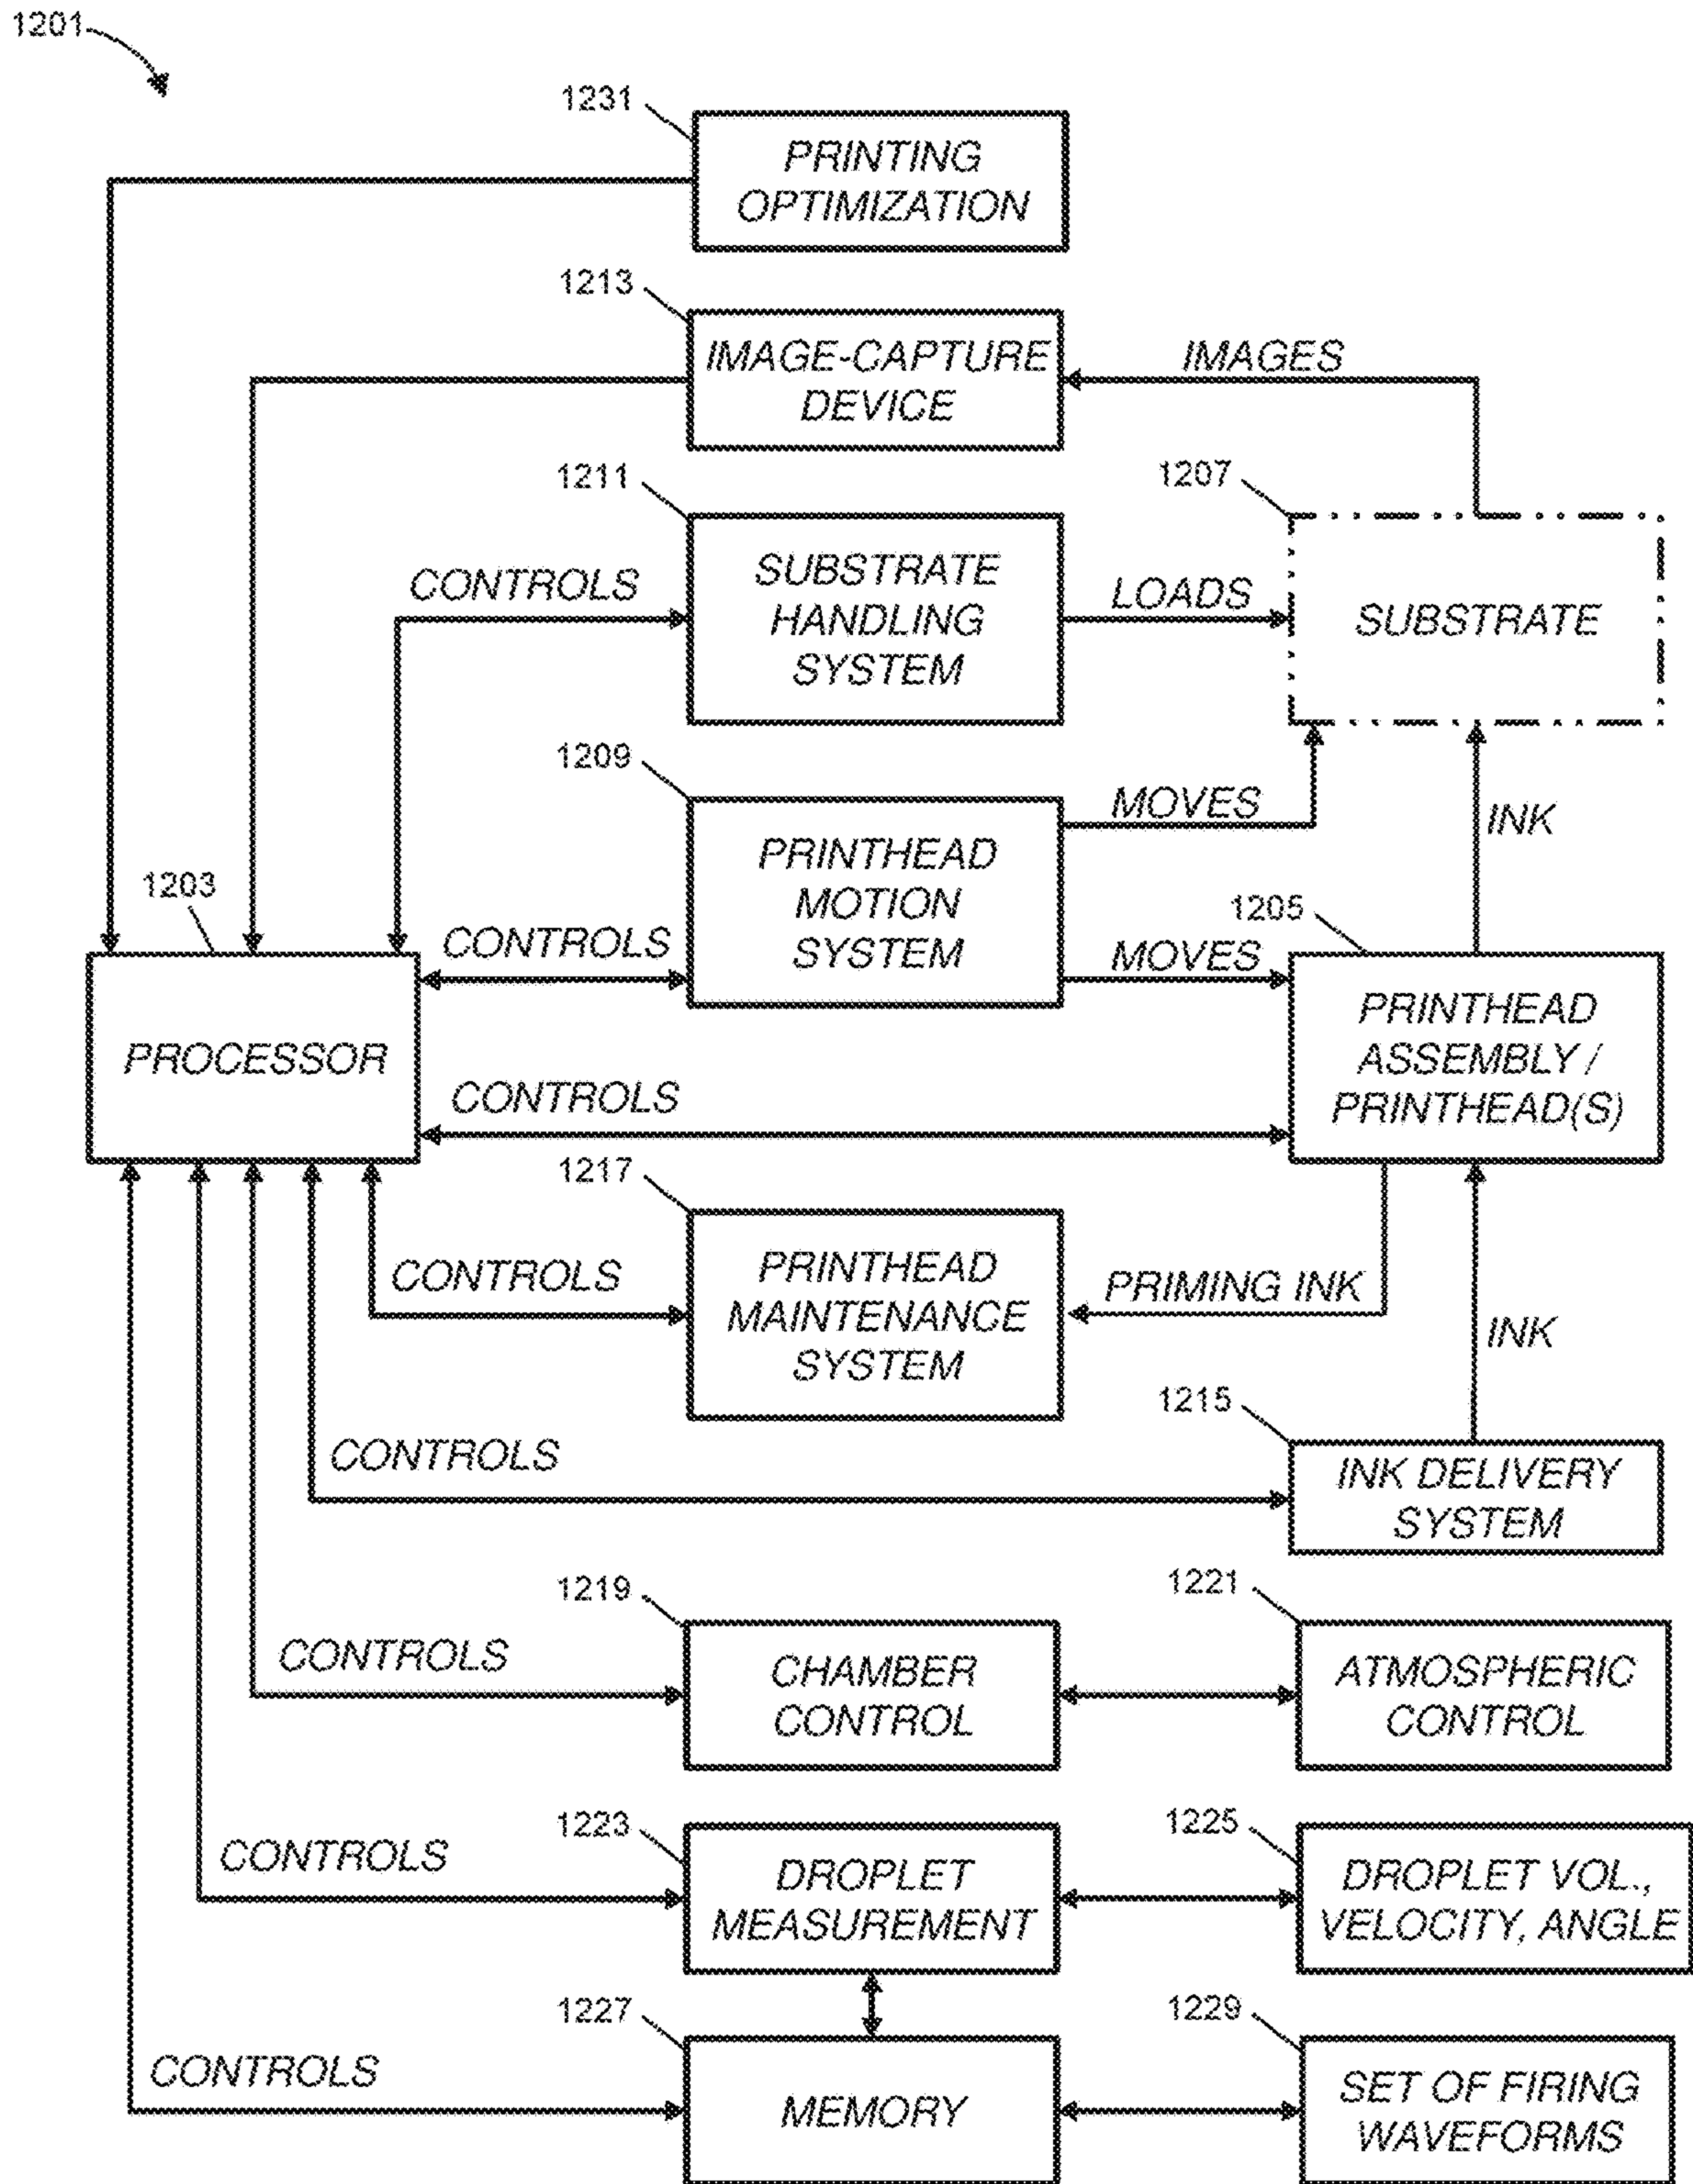 1201
1231
PRINTING
OPTIMIZATION
1213
IMAGE-CAPTURE
DEVICE
IMAGES
1211
1207
CONTROLS
SUBSTRATE
HANDLING
SYSTEM
LOADS
SUBSTRATE
1209
MOVES
INK
PRINTHEAD
MOTION
SYSTEM
1203
1205
CONTROLS
MOVES
PROCESSOR
PRINTHEAD
ASSEMBLY /
PRINTHEAD(S)
CONTROLS
1217
CONTROLS
PRINTHEAD
MAINTENANCE
SYSTEM
PRIMING INK
INK
1215
CONTROLS
INK DELIVERY
SYSTEM
1219
1221
CONTROLS
CHAMBER
CONTROL
ATMOSPHERIC
CONTROL
1223
1225
CONTROLS
DROPLET
MEASUREMENT
DROPLET VOL.,
VELOCITY, ANGLE
1227
1229
CONTROLS
MEMORY
SET OF FIRING
WAVEFORMS